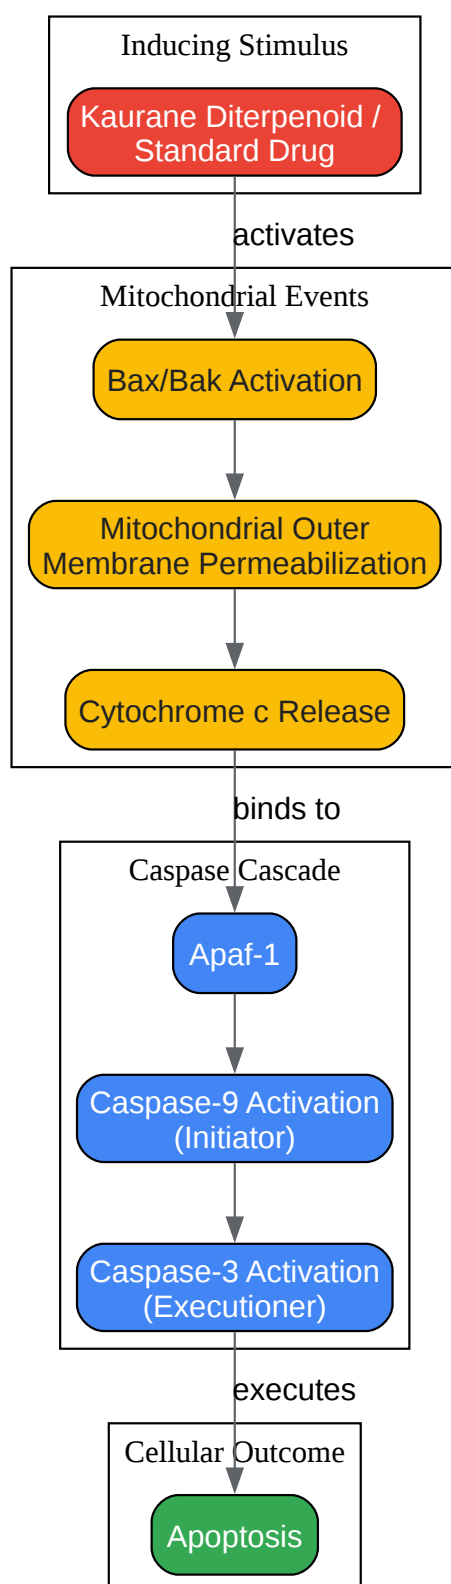 Inducing Stimulus
Kaurane Diterpenoid /
Standard Drug
activates
Mitochondrial Events
Bax/Bak Activation
Mitochondrial Outer
Membrane Permeabilization
Cytochrome c Release
binds to
Caspase Cascade
Apaf-1
Caspase-9 Activation
(Initiator)
Caspase-3 Activation
(Executioner)
executes
Cellular Outcome
Apoptosis